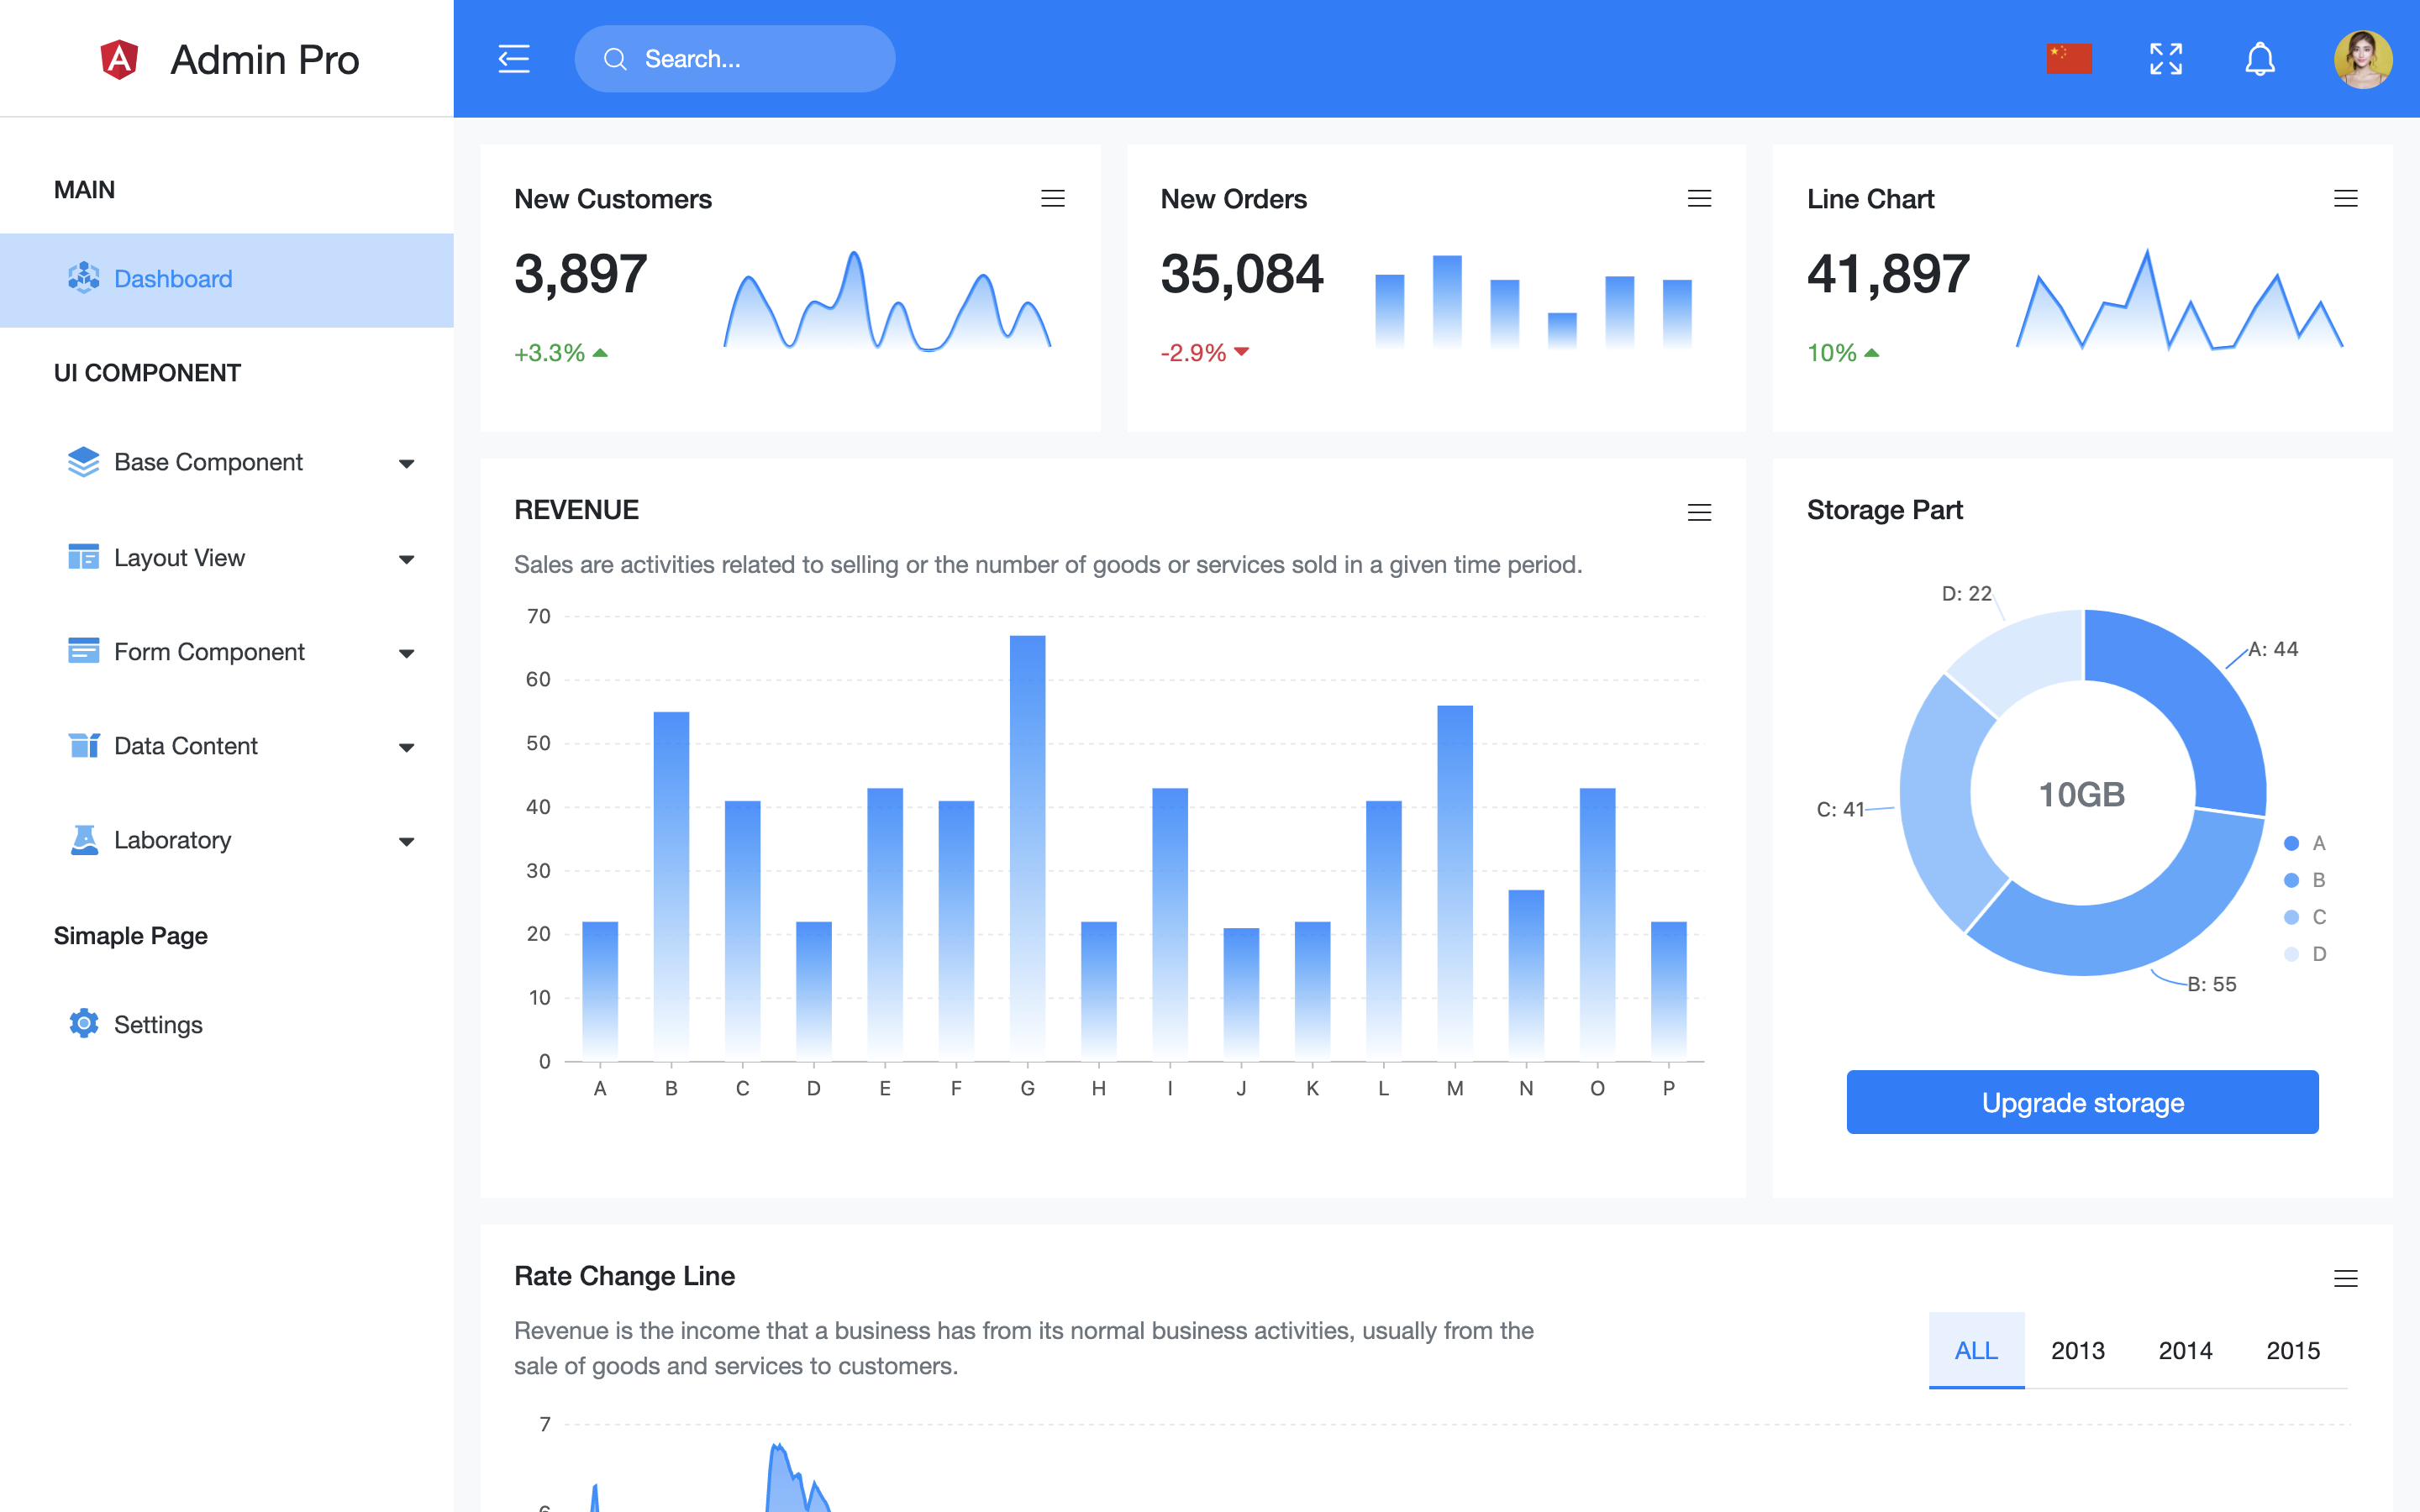 Admin Pro
Search...
MAIN
Dashboard
UI COMPONENT
Base Component
Layout View
Form Component
Data Content
Laboratory
Simaple Page
Settings
New Customers
3,897
+3.3%
New Orders
35,084
-2.9%
Line Chart
41,897
10%
REVENUE
Sales are activities related to selling or the number of goods or services sold in a given time period.
70
60
50
40
30
20
10
0
A B C D E F G H I J K L M N O P
Storage Part
D: 22
A: 44
C: 41
10GB
B: 55
A
B
C
D
Upgrade storage
Rate Change Line
Revenue is the income that a business has from its normal business activities, usually from the
sale of goods and services to customers.
ALL 2013 2014 2015
7
6